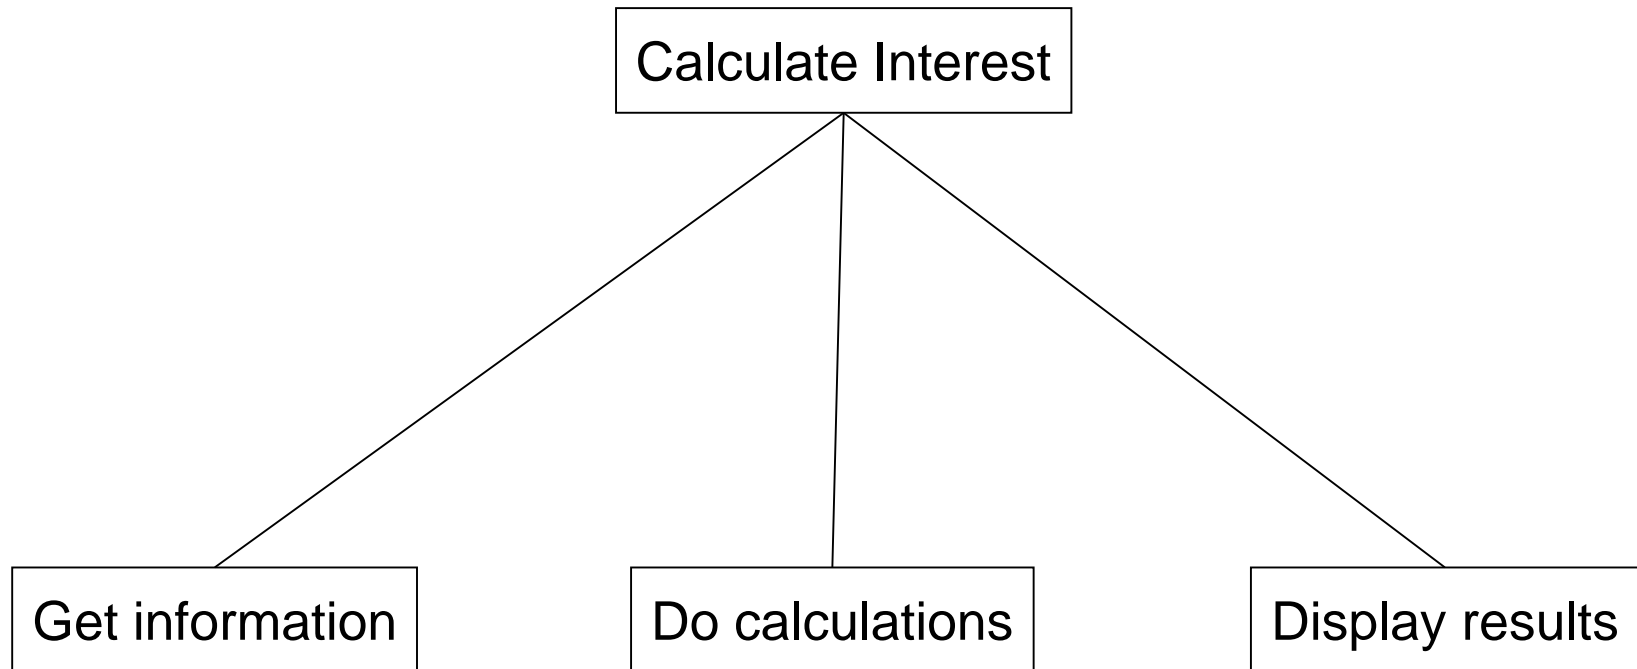 Calculate Interest
Get information
Do calculations
Display results